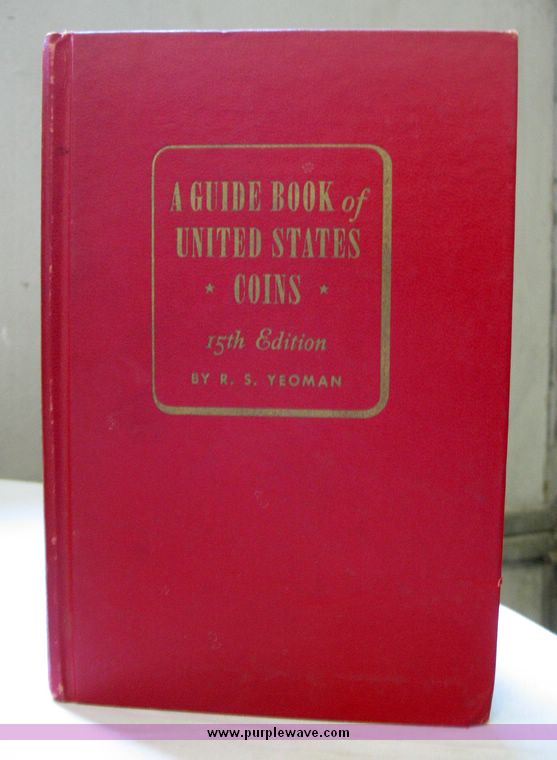 A GUIDE BOOK of
UNITED STATES
★ COINS ★
15th Edition
BY R. S. YEOMAN
www.purplewave.com